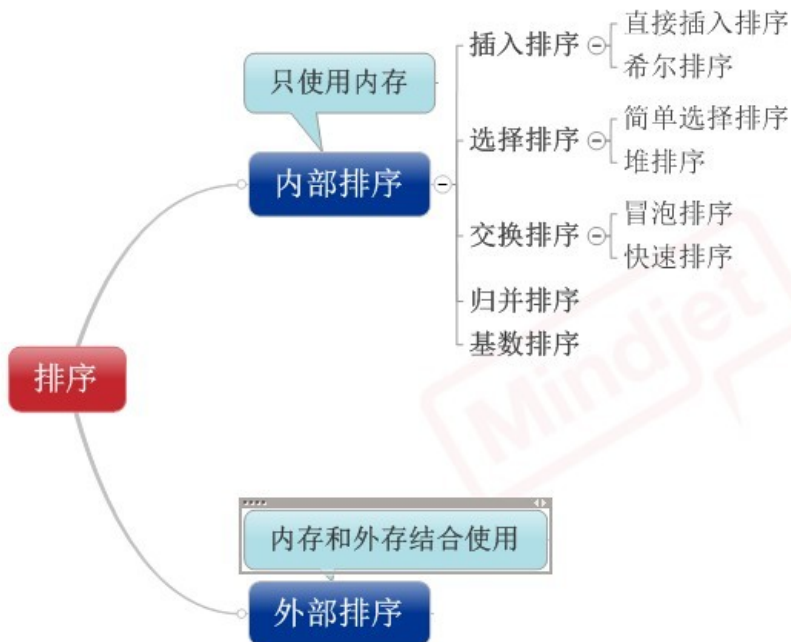 只使用内存
内部排序
插入排序
直接插入排序
希尔排序
选择排序
简单选择排序
堆排序
交换排序
冒泡排序
快速排序
归并排序
基数排序
排序
Mindjet
内存和外存结合使用
外部排序